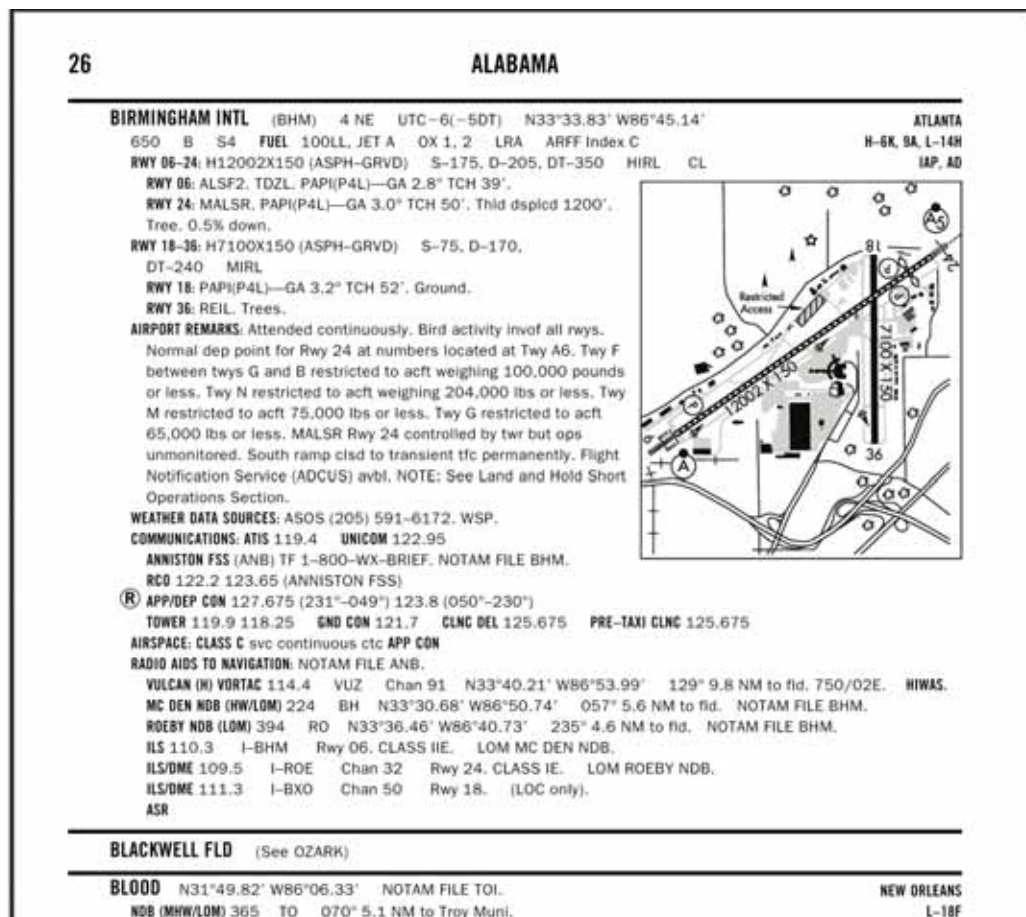 26
ALABAMA
BIRMINGHAM INTL (BHM) 4 NE UTC–6(–5DT) N33°33.83' W86°45.14' ATLANTA
650 B S4 FUEL 100LL, JET A OX 1, 2 LRA ARFF Index C H–6K, 9A, L–14H
RWY 06–24: H12002X150 (ASPH–GRVD) S–175, D–205, DT–350 HIRL CL IAP, AD
RWY 06: ALSF2. TDZL. PAPI(P4L)—GA 2.8° TCH 39'.
RWY 24: MALSR. PAPI(P4L)—GA 3.0° TCH 50'. Thld dsplcd 1200'.
Tree. 0.5% down.
RWY 18–36: H7100X150 (ASPH–GRVD) S–75, D–170,
DT–240 MIRL
RWY 18: PAPI(P4L)—GA 3.2° TCH 52'. Ground.
RWY 36: REIL. Trees.
AIRPORT REMARKS: Attended continuously. Bird activity invof all rwys.
Normal dep point for Rwy 24 at numbers located at Twy A6. Twy F
between twys G and B restricted to acft weighing 100,000 pounds
or less. Twy N restricted to acft weighing 204,000 lbs or less. Twy
M restricted to acft 75,000 lbs or less. Twy G restricted to acft
65,000 lbs or less. MALSR Rwy 24 controlled by twr but ops
unmonitored. South ramp clsd to transient tfc permanently. Flight
Notification Service (ADCUS) avbl. NOTE: See Land and Hold Short
Operations Section.
WEATHER DATA SOURCES: ASOS (205) 591–6172. WSP.
COMMUNICATIONS: ATIS 119.4 UNICOM 122.95
ANNISTON FSS (ANB) TF 1–800–WX–BRIEF. NOTAM FILE BHM.
RCO 122.2 123.65 (ANNISTON FSS)
R APP/DEP CON 127.675 (231°–049°) 123.8 (050°–230°)
TOWER 119.9 118.25 GND CON 121.7 CLNC DEL 125.675 PRE–TAXI CLNC 125.675
AIRSPACE: CLASS C svc continuous ctc APP CON
RADIO AIDS TO NAVIGATION: NOTAM FILE ANB.
VULCAN (H) VORTAC 114.4 VUZ Chan 91 N33°40.21' W86°53.99' 129° 9.8 NM to fld. 750/02E. HIWAS.
MC DEN NDB (HW/LOM) 224 BH N33°30.68' W86°50.74' 057° 5.6 NM to fld. NOTAM FILE BHM.
ROEBY NDB (LOM) 394 RO N33°36.46' W86°40.73' 235° 4.6 NM to fld. NOTAM FILE BHM.
ILS 110.3 I–BHM Rwy 06. CLASS IIE. LOM MC DEN NDB.
ILS/DME 109.5 I–ROE Chan 32 Rwy 24. CLASS IE. LOM ROEBY NDB.
ILS/DME 111.3 I–BXO Chan 50 Rwy 18. (LOC only).
ASR
A5
18
24
Restricted
Access
P
P
7100 X 150
12002 X 150
P
36
A
BLACKWELL FLD (See OZARK)
BLOOD N31°49.82' W86°06.33' NOTAM FILE TOI. NEW ORLEANS
NDB (MHW/LOM) 365 TO 070° 5.1 NM to Troy Muni. L–18F